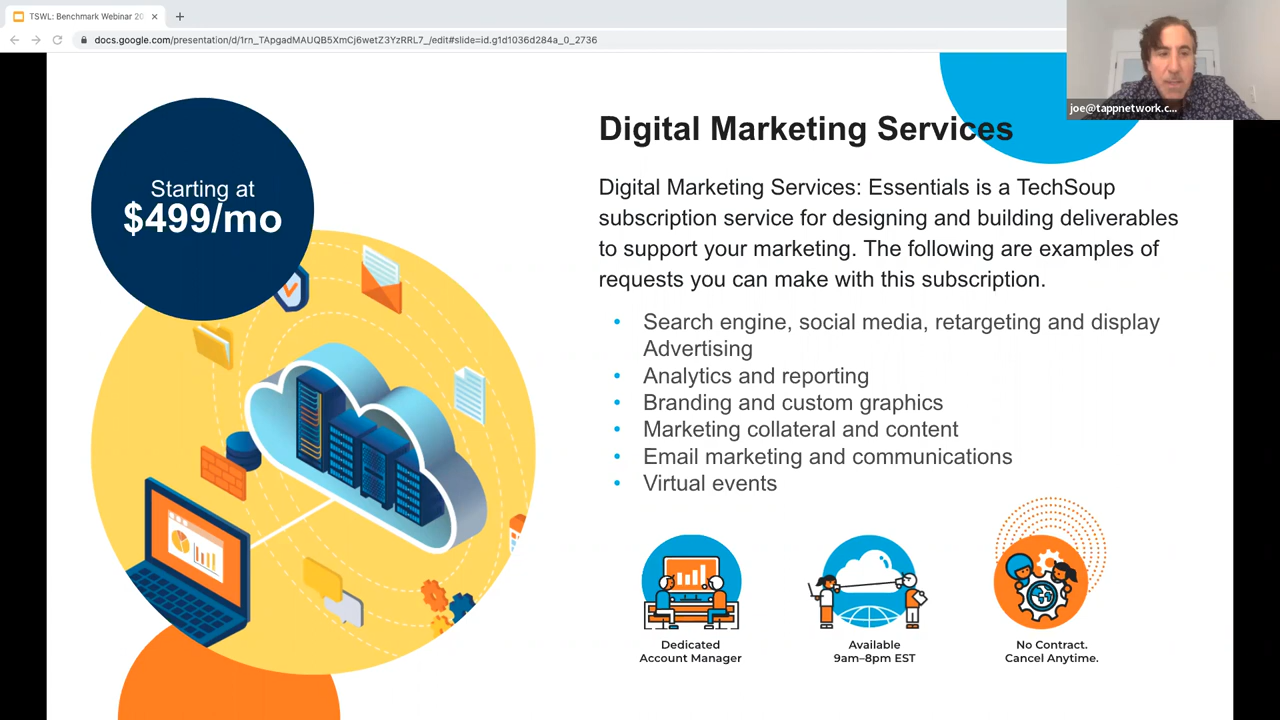 TSWL: Benchmark Webinar 20
docs.google.com/presentation/d/1rn_TApgadMAUQB5XmCj6wetZ3YzRRL7_/edit#slide=id.g1d1036d284a_0_2736
joe@tappnetwork.c...
Starting at
$499/mo
Digital Marketing Services
Digital Marketing Services: Essentials is a TechSoup
subscription service for designing and building deliverables
to support your marketing. The following are examples of
requests you can make with this subscription.
• Search engine, social media, retargeting and display
Advertising
• Analytics and reporting
• Branding and custom graphics
• Marketing collateral and content
• Email marketing and communications
• Virtual events
Dedicated
Account Manager
Available
9am–8pm EST
No Contract.
Cancel Anytime.